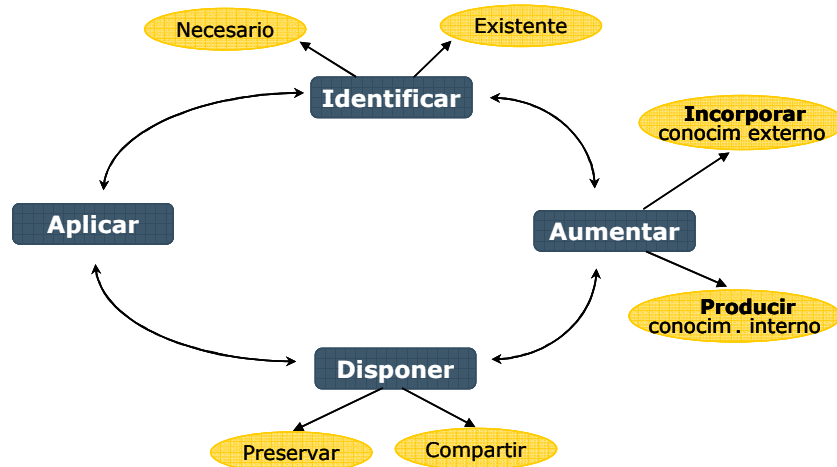 Necesario
Existente
Identificar
Incorporar
conocim externo
Aplicar
Aumentar
Producir
conocim . interno
Disponer
Preservar
Compartir